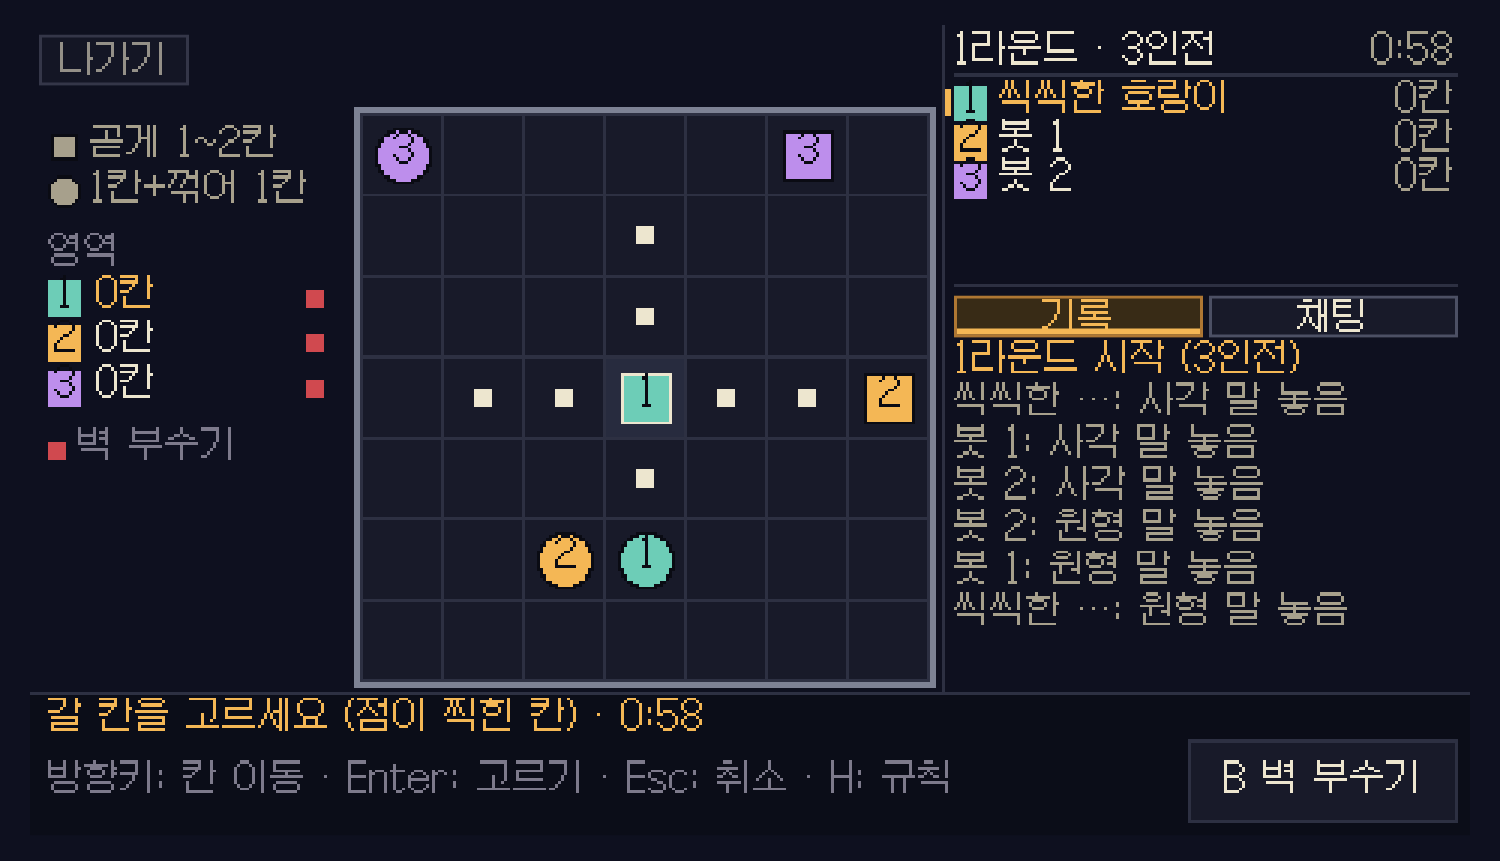 나가기
곧게 1~2칸
1칸+꺾어 1칸
영역
1 0칸
2 0칸
3 0칸
벽 부수기
3 3
1 2
2 1
1라운드 · 3인전 0:58
1 씩씩한 호랑이 0칸
2 봇 1 0칸
3 봇 2 0칸
기록 채팅
1라운드 시작 (3인전)
씩씩한 …: 사각 말 놓음
봇 1: 사각 말 놓음
봇 2: 사각 말 놓음
봇 2: 원형 말 놓음
봇 1: 원형 말 놓음
씩씩한 …: 원형 말 놓음
갈 칸을 고르세요 (점이 찍힌 칸) · 0:58
방향키: 칸 이동 · Enter: 고르기 · Esc: 취소 · H: 규칙
B 벽 부수기